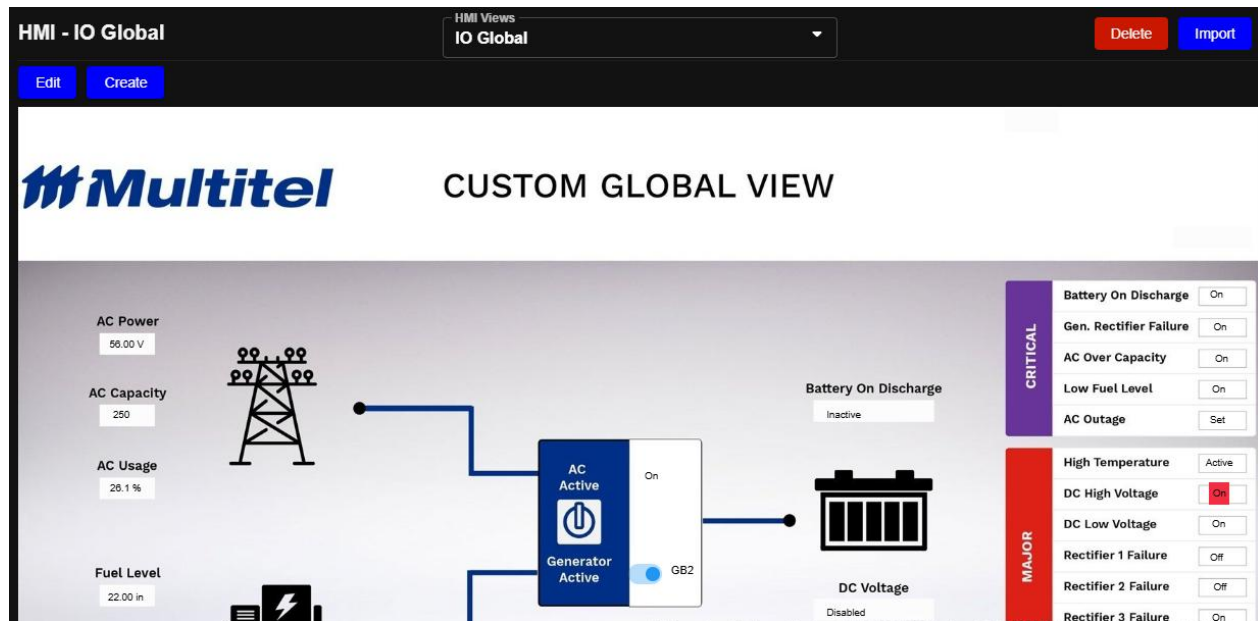 HMI - IO Global
HMI Views
IO Global
Delete
Import
Edit
Create
Multitel
CUSTOM GLOBAL VIEW
AC Power
56.00 V
AC Capacity
250
AC Usage
26.1 %
Fuel Level
22.00 in
AC
Active
On
Generator
Active
GB2
Battery On Discharge
Inactive
DC Voltage
Disabled
CRITICAL
Battery On Discharge On
Gen. Rectifier Failure On
AC Over Capacity On
Low Fuel Level On
AC Outage Set
MAJOR
High Temperature Active
DC High Voltage On
DC Low Voltage On
Rectifier 1 Failure Off
Rectifier 2 Failure Off
Rectifier 3 Failure On